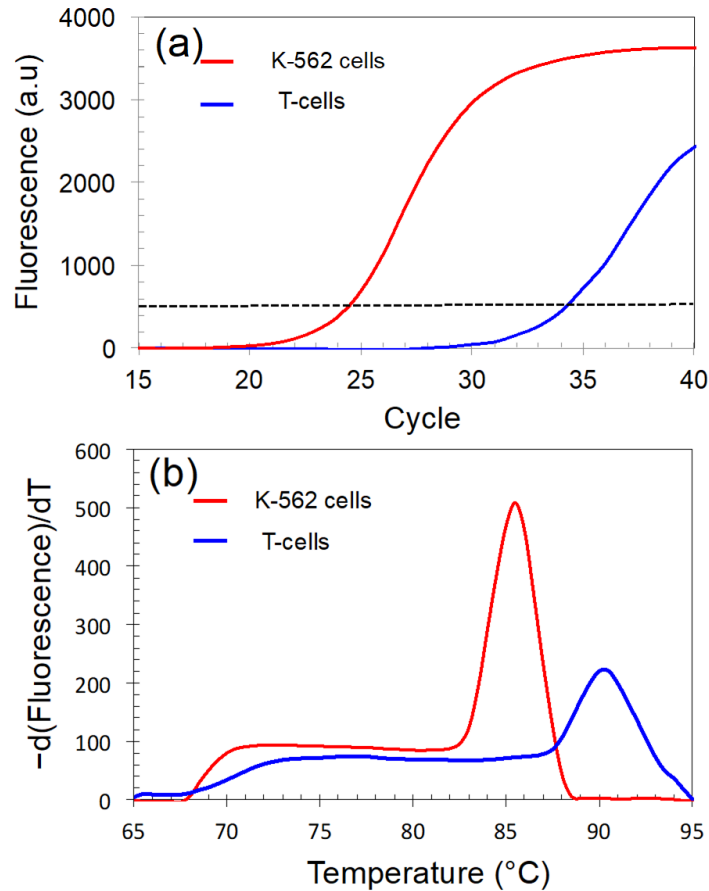 (a)
K-562 cells
T-cells
Fluorescence (a.u)
4000
3000
2000
1000
0
15
20
25
30
35
40
Cycle
(b)
K-562 cells
T-cells
−d(Fluorescence)/dT
600
500
400
300
200
100
0
65
70
75
80
85
90
95
Temperature (°C)